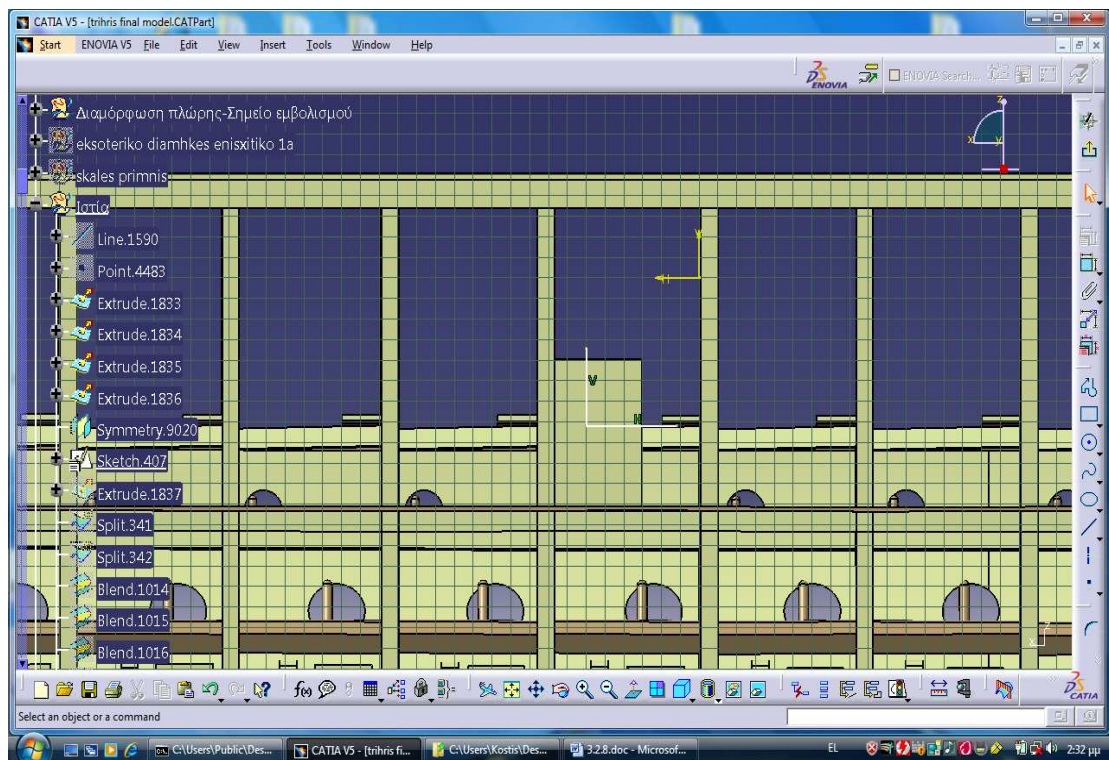 CATIA V5 - [trihris final model.CATPart]
Start ENOVIA V5 File Edit View Insert Tools Window Help
ENOVIA
ENOVIA Search...
Διαμόρφωση πλώρης-Σημείο εμβολισμού
eksoteriko diamhkes enisxitiko 1a
skales primnis
Ιστία
Line.1590
Point.4483
Extrude.1833
Extrude.1834
Extrude.1835
Extrude.1836
Symmetry.9020
Sketch.407
Extrude.1837
Split.341
Split.342
Blend.1014
Blend.1015
Blend.1016
z
x
y
V
H
V
H
z
x
f(x)
CATIA
Select an object or a command
C:\Users\Public\Des...
CATIA V5 - [trihris fi...
C:\Users\Kostis\Des...
3.2.8.doc - Microsof...
EL
2:32 μμ